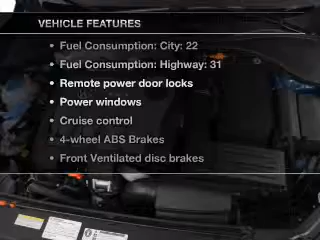 VEHICLE FEATURES
• Fuel Consumption: City: 22
• Fuel Consumption: Highway: 31
• Remote power door locks
• Power windows
• Cruise control
• 4-wheel ABS Brakes
• Front Ventilated disc brakes